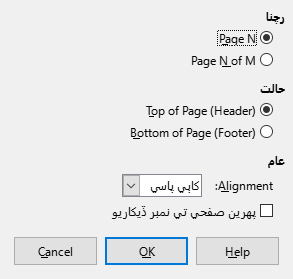 رچنا
Page N
Page N of M
حالت
Top of Page (Header)
Bottom of Page (Footer)
عام
Alignment: کاٻي پاسي
پهرين صفحي تي نمبر ڏيکاريو
Cancel OK Help